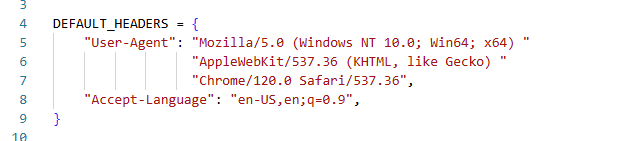 3
4 DEFAULT_HEADERS = {
5     "User-Agent": "Mozilla/5.0 (Windows NT 10.0; Win64; x64) "
6                   "AppleWebKit/537.36 (KHTML, like Gecko) "
7                   "Chrome/120.0 Safari/537.36",
8     "Accept-Language": "en-US,en;q=0.9",
9 }
10